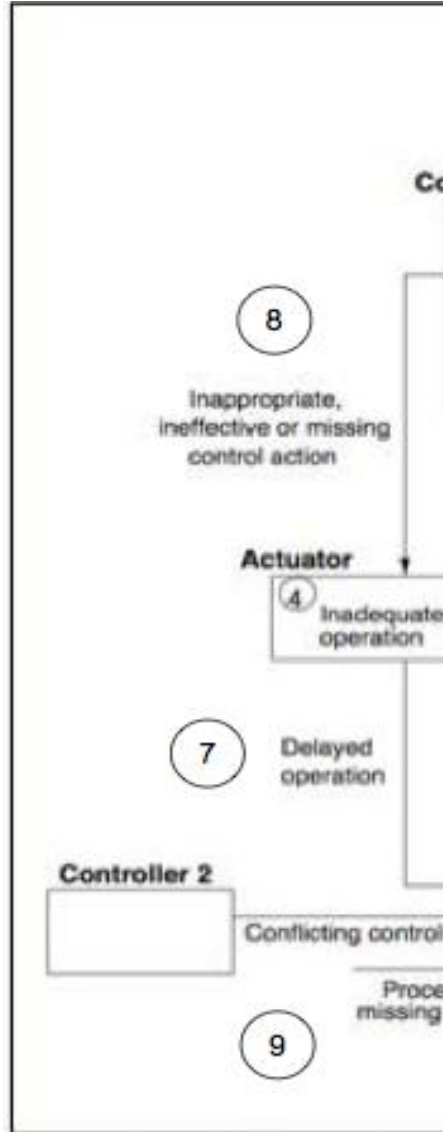 Co
8
Inappropriate,
ineffective or missing
control action
Actuator
4
Inadequate
operation
7
Delayed
operation
Controller 2
Conflicting control
Proce
missing
9